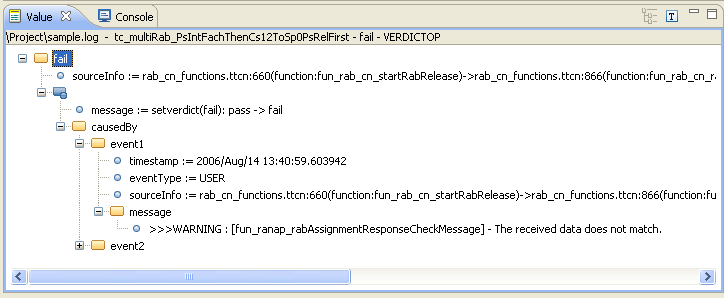 Value
Console
\Project\sample.log - tc_multiRab_PsIntFachThenCs12ToSp0PsRelFirst - fail - VERDICTOP
fail
sourceInfo := rab_cn_functions.ttcn:660(function:fun_rab_cn_startRabRelease)->rab_cn_functions.ttcn:866(function:fun_rab_cn_r
message := setverdict(fail): pass -> fail
causedBy
event1
timestamp := 2006/Aug/14 13:40:59.603942
eventType := USER
sourceInfo := rab_cn_functions.ttcn:660(function:fun_rab_cn_startRabRelease)->rab_cn_functions.ttcn:866(function:fu
message
>>>WARNING : [fun_ranap_rabAssignmentResponseCheckMessage] - The received data does not match.
event2